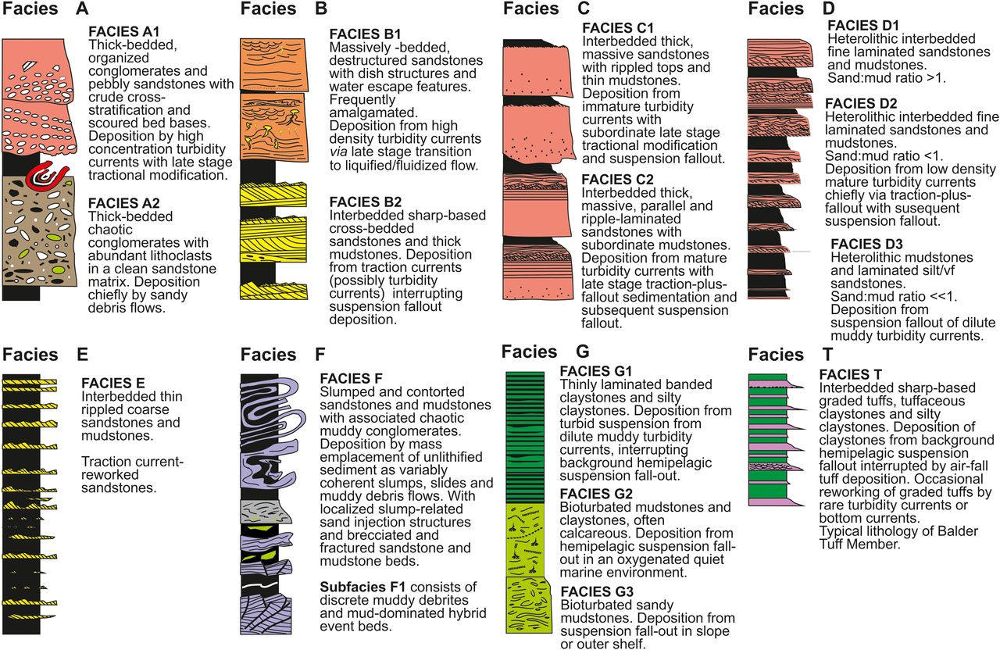 Facies A
FACIES A1
Thick-bedded,
organized
conglomerates and
pebbly sandstones with
crude cross-
stratification and
scoured bed bases.
Deposition by high
concentration turbidity
currents with late stage
tractional modification.
FACIES A2
Thick-bedded
chaotic
conglomerates with
abundant lithoclasts
in a clean sandstone
matrix. Deposition
chiefly by sandy
debris flows.
Facies B
FACIES B1
Massively -bedded,
destructured sandstones
with dish structures and
water escape features.
Frequently
amalgamated.
Deposition from high
density turbidity currents
via late stage transition
to liquified/fluidized flow.
FACIES B2
Interbedded sharp-based
cross-bedded
sandstones and thick
mudstones. Deposition
from traction currents
(possibly turbidity
currents) interrupting
suspension fallout
deposition.
Facies C
FACIES C1
Interbedded thick,
massive sandstones
with rippled tops and
thin mudstones.
Deposition from
immature turbidity
currents with
subordinate late stage
tractional modification
and suspension fallout.
FACIES C2
Interbedded thick,
massive, parallel and
ripple-laminated
sandstones with
subordinate mudstones.
Deposition from mature
turbidity currents with
late stage traction-plus-
fallout sedimentation and
subsequent suspension
fallout.
Facies D
FACIES D1
Heterolithic interbedded
fine laminated sandstones
and mudstones.
Sand:mud ratio >1.
FACIES D2
Heterolithic interbedded fine
laminated sandstones and
mudstones.
Sand:mud ratio <1.
Deposition from low density
mature turbidity currents
chiefly via traction-plus-
fallout with susequent
suspension fallout.
FACIES D3
Heterolithic mudstones
and laminated silt/vf
sandstones.
Sand:mud ratio <<1.
Deposition from
suspension fallout of dilute
muddy turbidity currents.
Facies E
FACIES E
Interbedded thin
rippled coarse
sandstones and
mudstones.
Traction current-
reworked
sandstones.
Facies F
FACIES F
Slumped and contorted
sandstones and mudstones
with associated chaotic
muddy conglomerates.
Deposition by mass
emplacement of unlithified
sediment as variably
coherent slumps, slides and
muddy debris flows. With
localized slump-related
sand injection structures
and brecciated and
fractured sandstone and
mudstone beds.
Subfacies F1 consists of
discrete muddy debrites
and mud-dominated hybrid
event beds.
Facies G
FACIES G1
Thinly laminated banded
claystones and silty
claystones. Deposition from
turbid suspension from
dilute muddy turbidity
currents, interrupting
background hemipelagic
suspension fall-out.
FACIES G2
Bioturbated mudstones and
claystones, often
calcareous. Deposition from
hemipelagic suspension fall-
out in an oxygenated quiet
marine environment.
FACIES G3
Bioturbated sandy
mudstones. Deposition from
suspension fall-out in slope
or outer shelf.
Facies T
FACIES T
Interbedded sharp-based
graded tuffs, tuffaceous
claystones and silty
claystones. Deposition of
claystones from background
hemipelagic suspension
fallout interrupted by air-fall
tuff deposition. Occasional
reworking of graded tuffs by
rare turbidity currents or
bottom currents.
Typical lithology of Balder
Tuff Member.